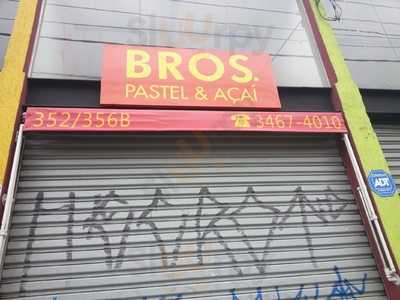 BROS.
PASTEL & AÇAÍ
352/356B ☎3467-4010
ADT